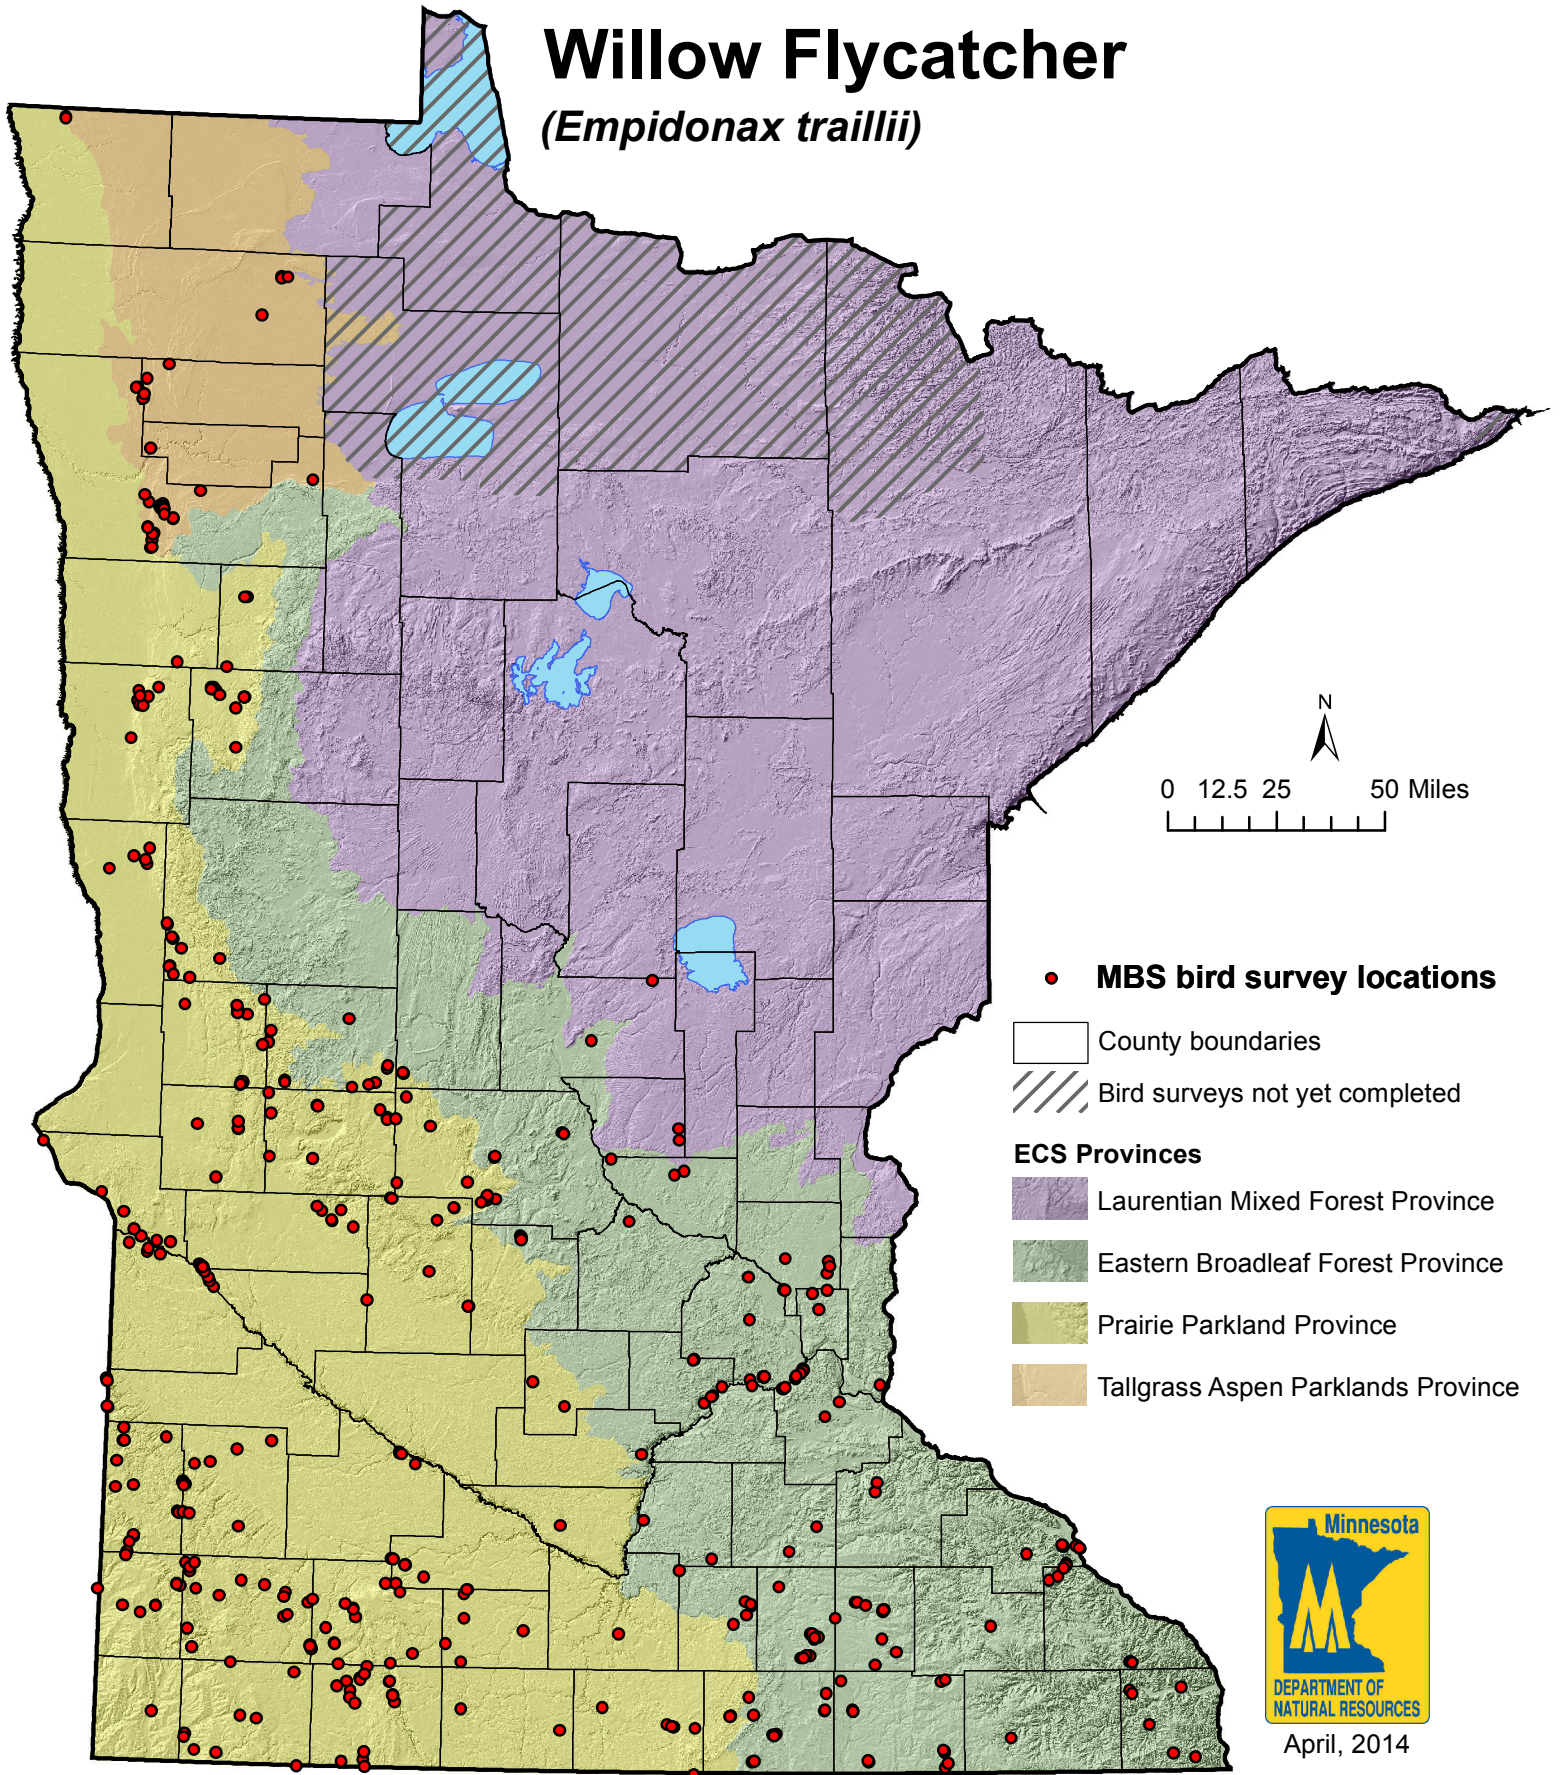 Willow Flycatcher
(Empidonax traillii)
N
0 12.5 25 50 Miles
MBS bird survey locations
County boundaries
Bird surveys not yet completed
ECS Provinces
Laurentian Mixed Forest Province
Eastern Broadleaf Forest Province
Prairie Parkland Province
Tallgrass Aspen Parklands Province
Minnesota
DEPARTMENT OF
NATURAL RESOURCES
April, 2014